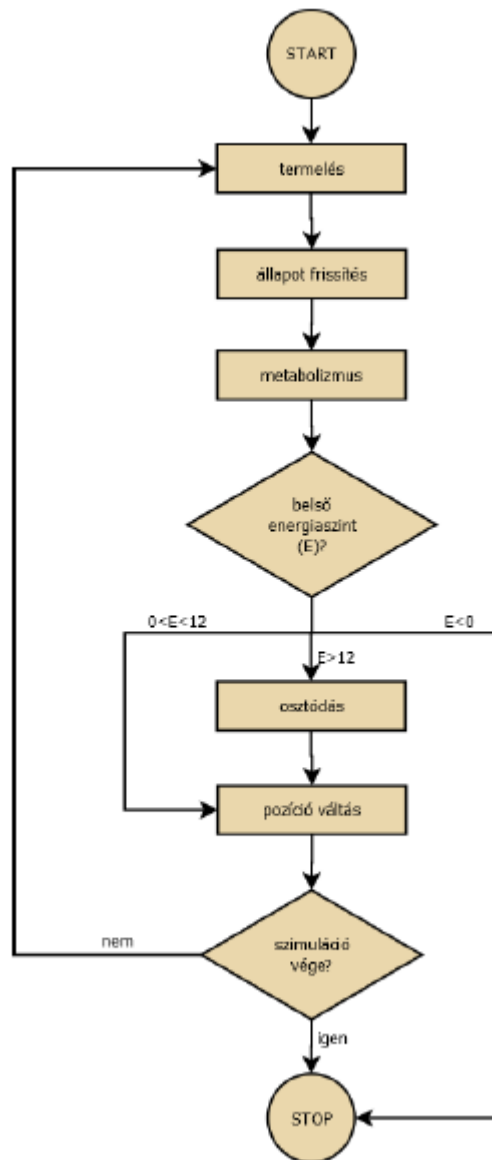 START
termelés
állapot frissítés
metabolizmus
belső
energiaszint
(E)?
0<E<12
E<0
E>12
osztódás
pozíció váltás
nem
szimuláció
vége?
igen
STOP